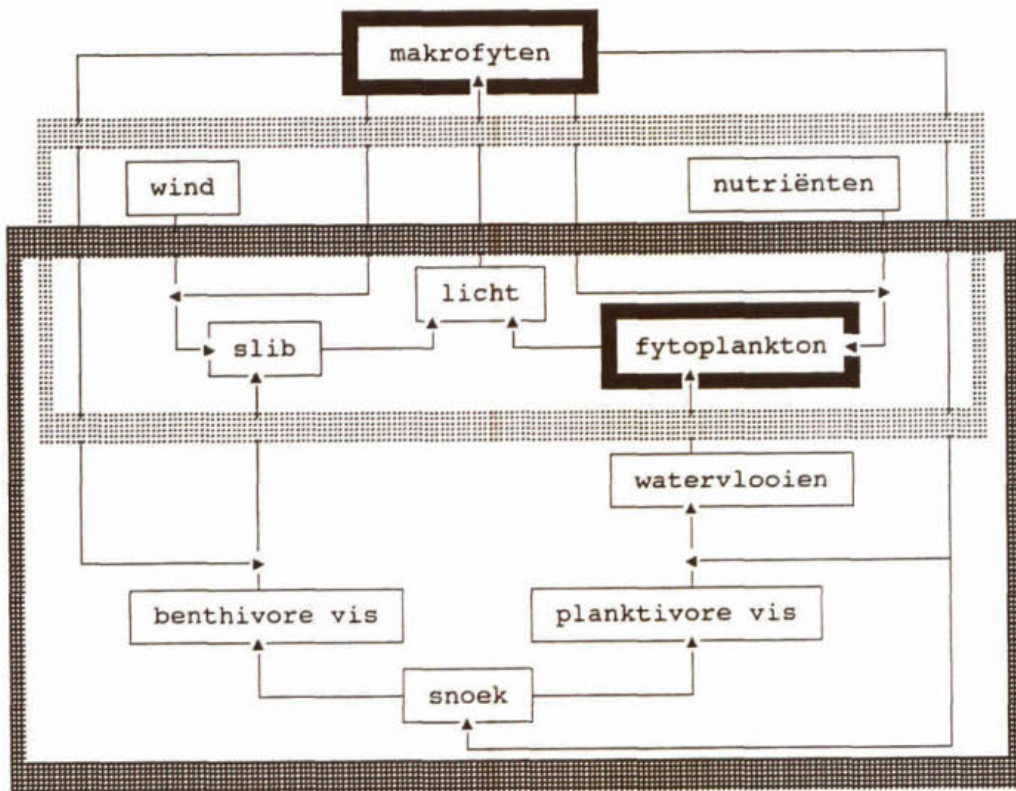 makrofyten
wind
nutriënten
licht
slib
fytoplankton
watervlooien
benthivore vis
planktivore vis
snoek